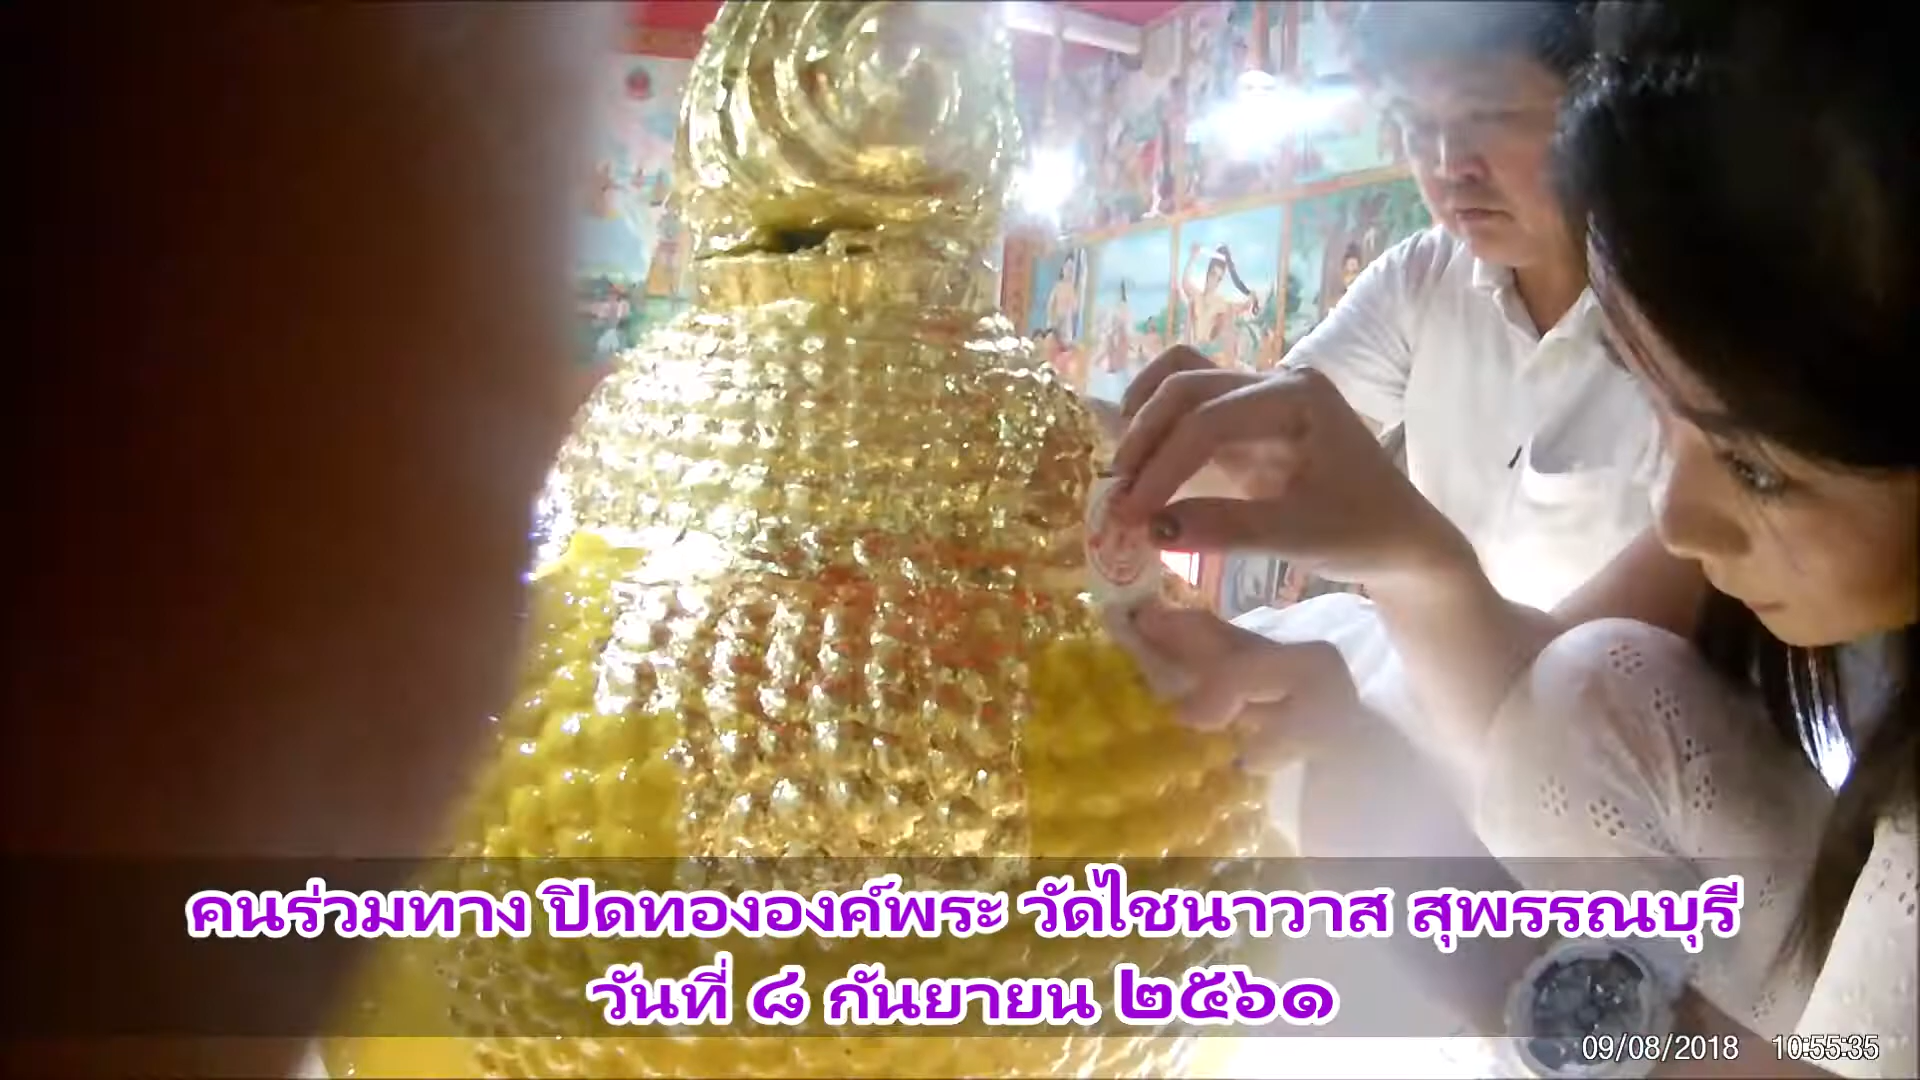 คนร่วมทาง ปิดทององค์พระ วัดไชนาวาส สุพรรณบุรี
วันที่ ๘ กันยายน ๒๕๖๑
09/08/2018 10:55:35